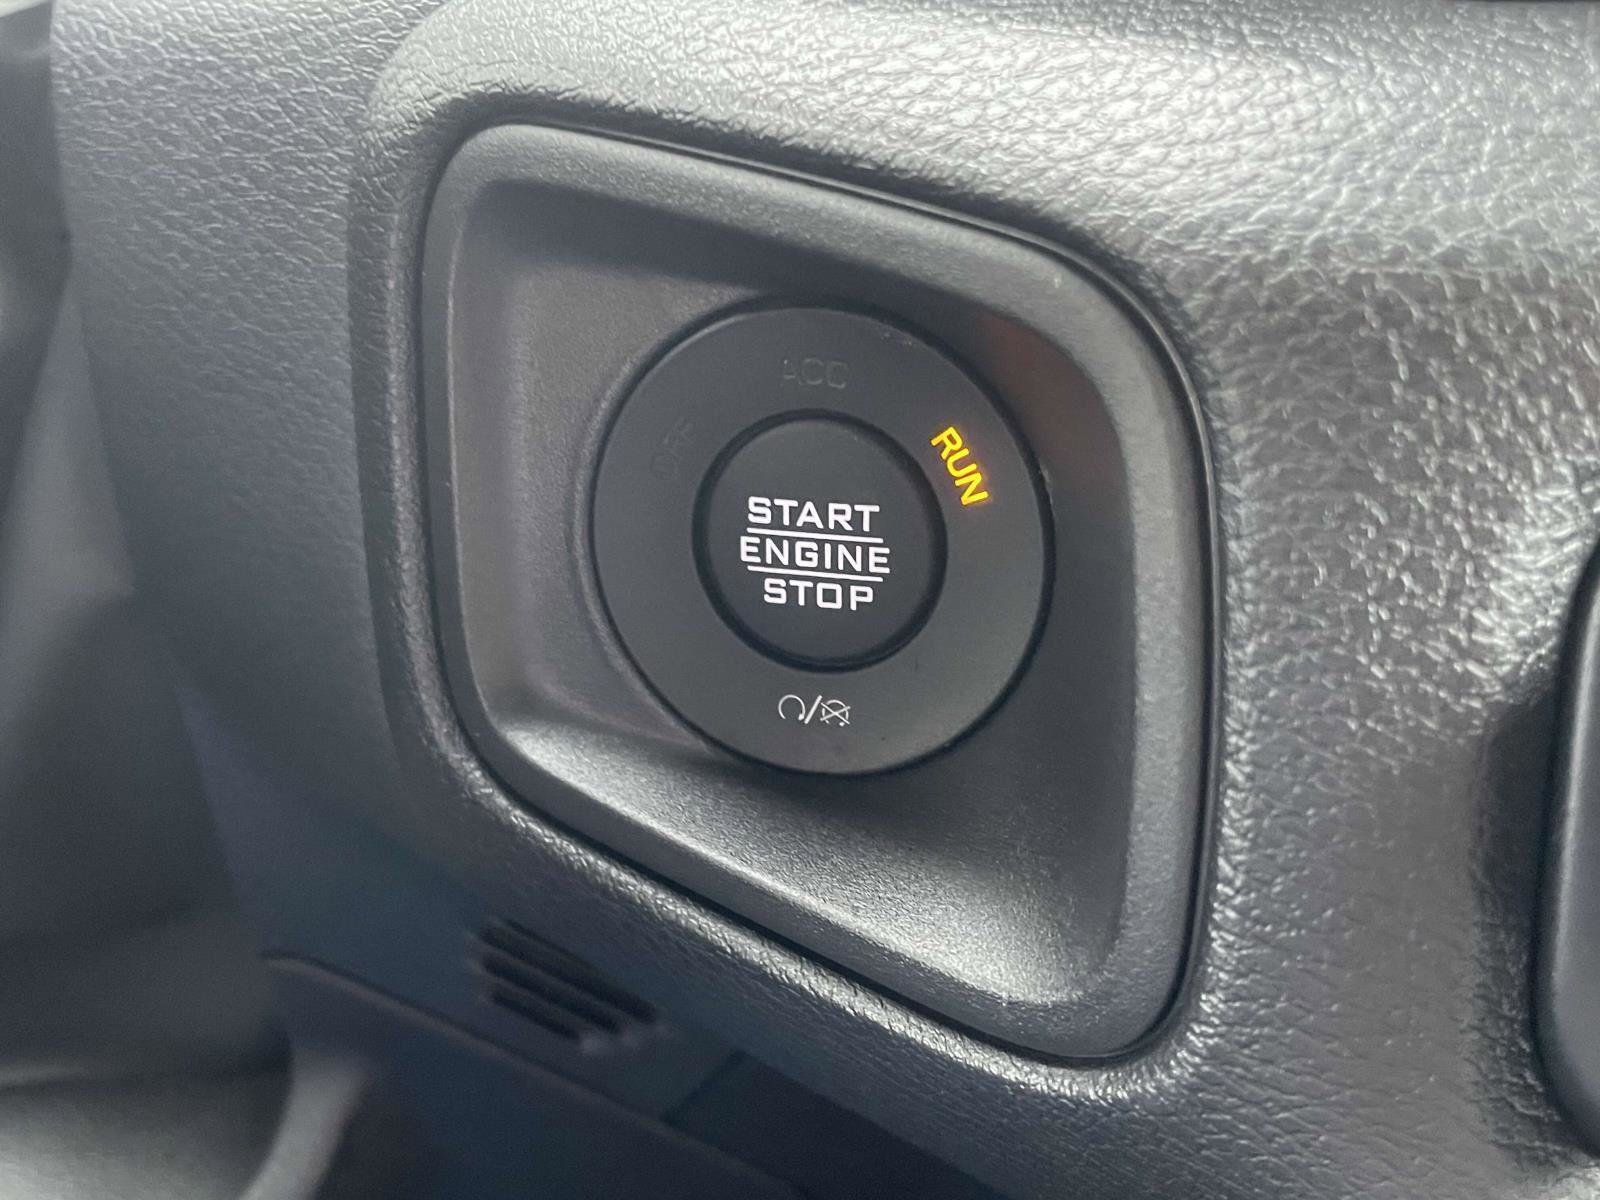 ACC
OFF
RUN
START
ENGINE
STOP